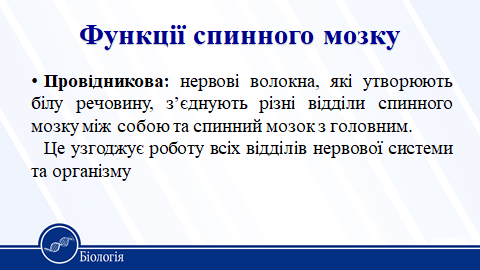 Функції спинного мозку
• Провідникова: нервові волокна, які утворюють
білу речовину, з’єднують різні відділи спинного
мозку між собою та спинний мозок з головним.
Це узгоджує роботу всіх відділів нервової системи
та організму
Біологія